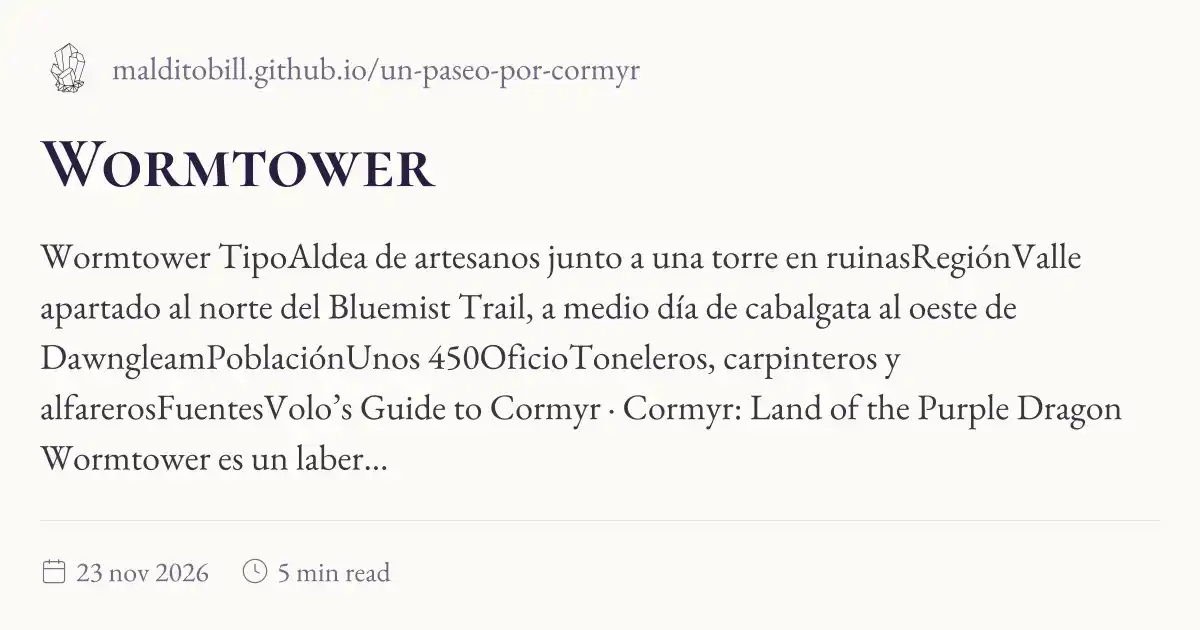 malditobill.github.io/un-paseo-por-cormyr
Wormtower
Wormtower TipoAldea de artesanos junto a una torre en ruinasRegiónValle
apartado al norte del Bluemist Trail, a medio día de cabalgata al oeste de
DawngleamPoblaciónUnos 450OficioToneleros, carpinteros y
alfarerosFuentesVolo’s Guide to Cormyr · Cormyr: Land of the Purple Dragon
Wormtower es un laber...
23 nov 2026 5 min read